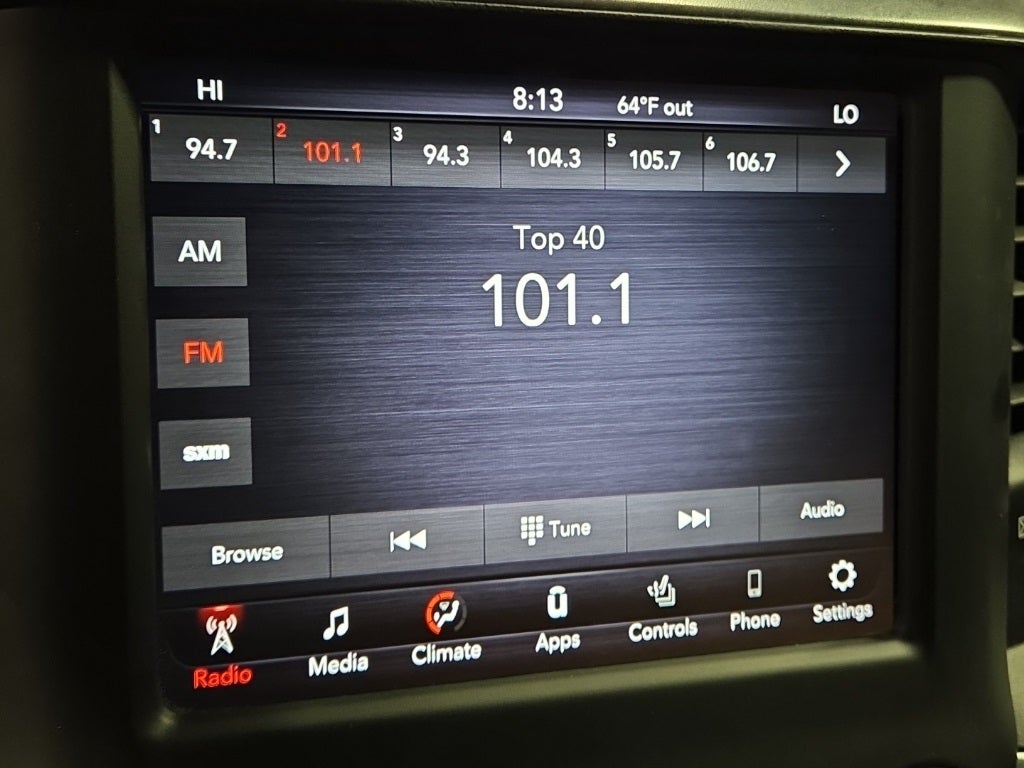 HI 8:13 64°F out LO
1 94.7 2 101.1 3 94.3 4 104.3 5 105.7 6 106.7
AM
Top 40
101.1
FM
sxm
Browse Tune Audio
Radio Media Climate Apps Controls Phone Settings